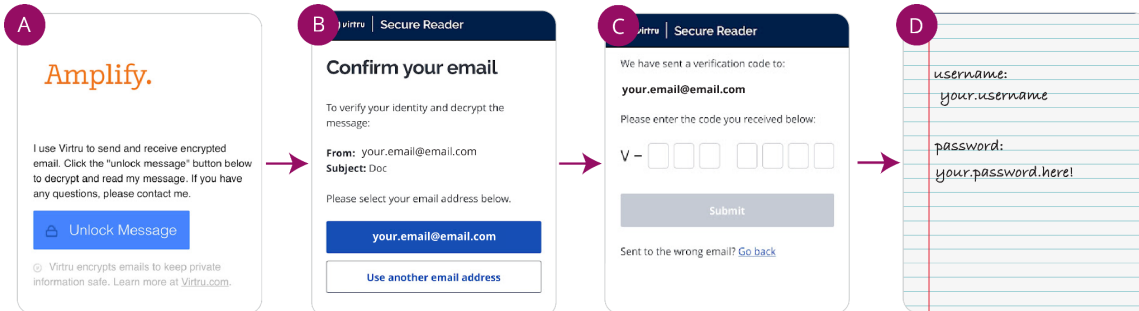 A
Amplify.
I use Virtru to send and receive encrypted
email. Click the "unlock message" button below
to decrypt and read my message. If you have
any questions, please contact me.
Unlock Message
Virtru encrypts emails to keep private
information safe. Learn more at Virtru.com.
B
virtru | Secure Reader
Confirm your email
To verify your identity and decrypt the
message:
From: your.email@email.com
Subject: Doc
Please select your email address below.
your.email@email.com
Use another email address
C
virtru | Secure Reader
We have sent a verification code to:
your.email@email.com
Please enter the code you received below:
V –
Submit
Sent to the wrong email? Go back
D
username:
your.username
password:
your.password.here!